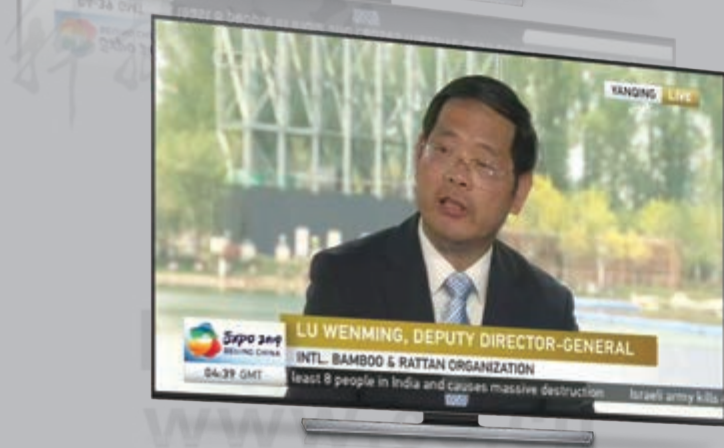 YANQING LIVE
Expo 2019
BEIJING CHINA
LU WENMING, DEPUTY DIRECTOR-GENERAL
INTL. BAMBOO & RATTAN ORGANIZATION
04:39 GMT
least 8 people in India and causes massive destruction Israeli army kills